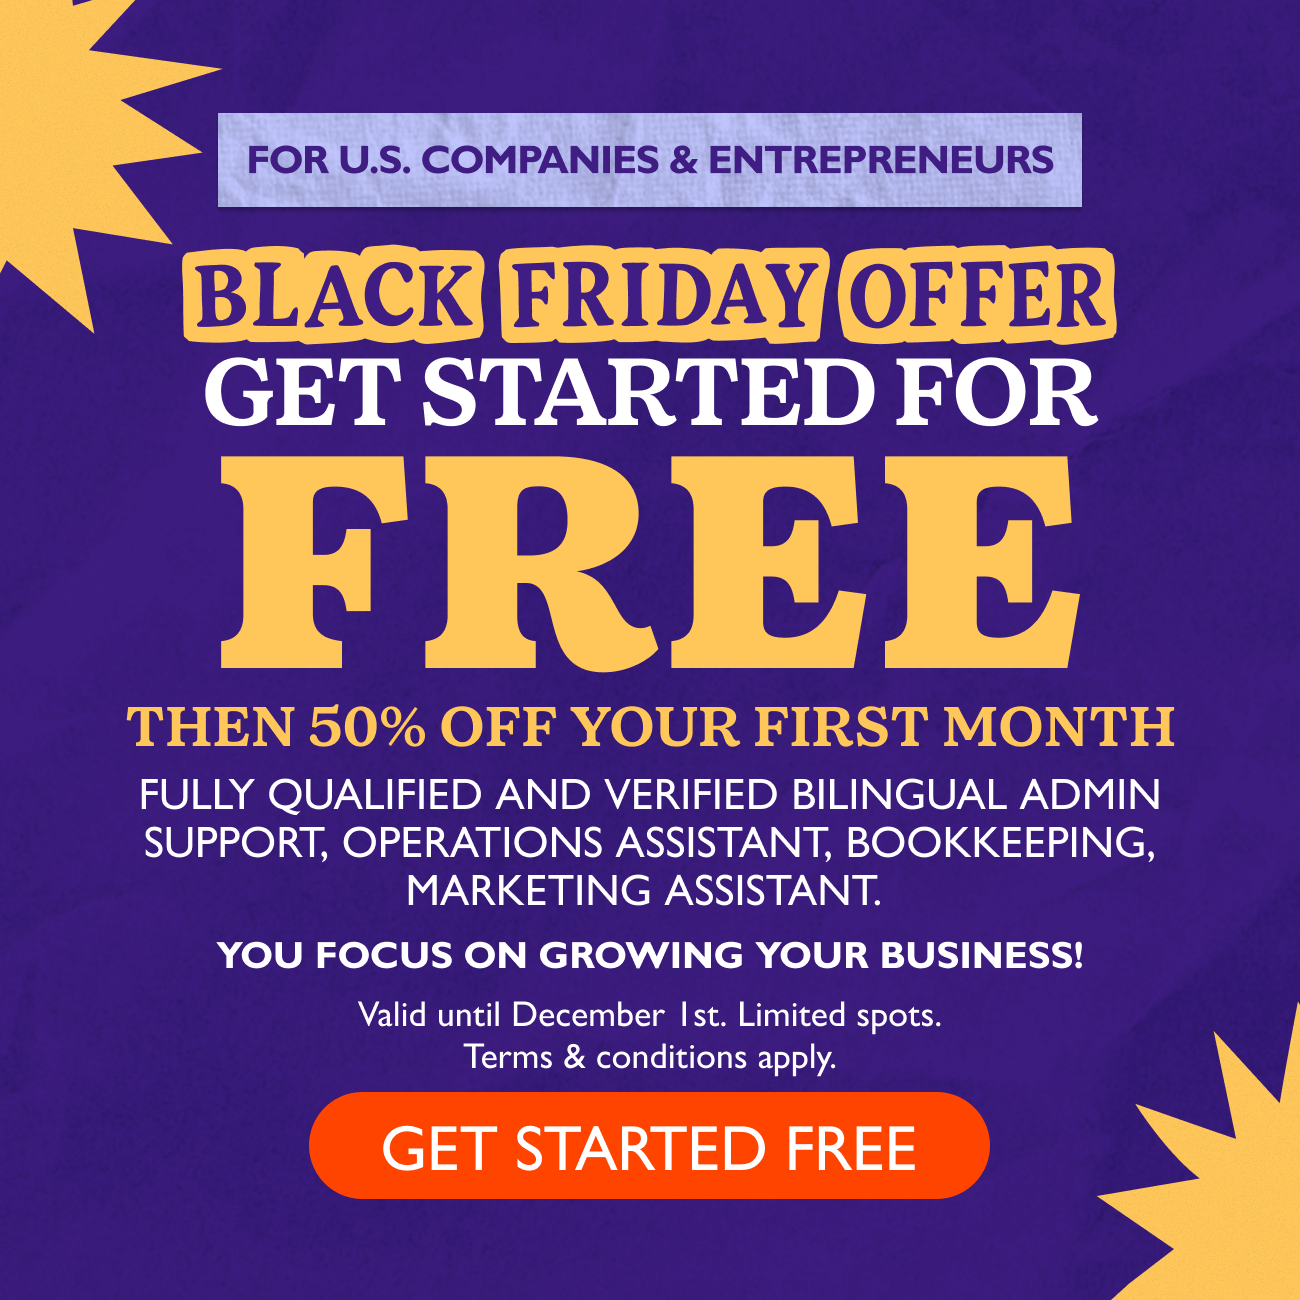 FOR U.S. COMPANIES & ENTREPRENEURS
BLACK FRIDAY OFFER
GET STARTED FOR
FREE
THEN 50% OFF YOUR FIRST MONTH
FULLY QUALIFIED AND VERIFIED BILINGUAL ADMIN
SUPPORT, OPERATIONS ASSISTANT, BOOKKEEPING,
MARKETING ASSISTANT.
YOU FOCUS ON GROWING YOUR BUSINESS!
Valid until December 1st. Limited spots.
Terms & conditions apply.
GET STARTED FREE